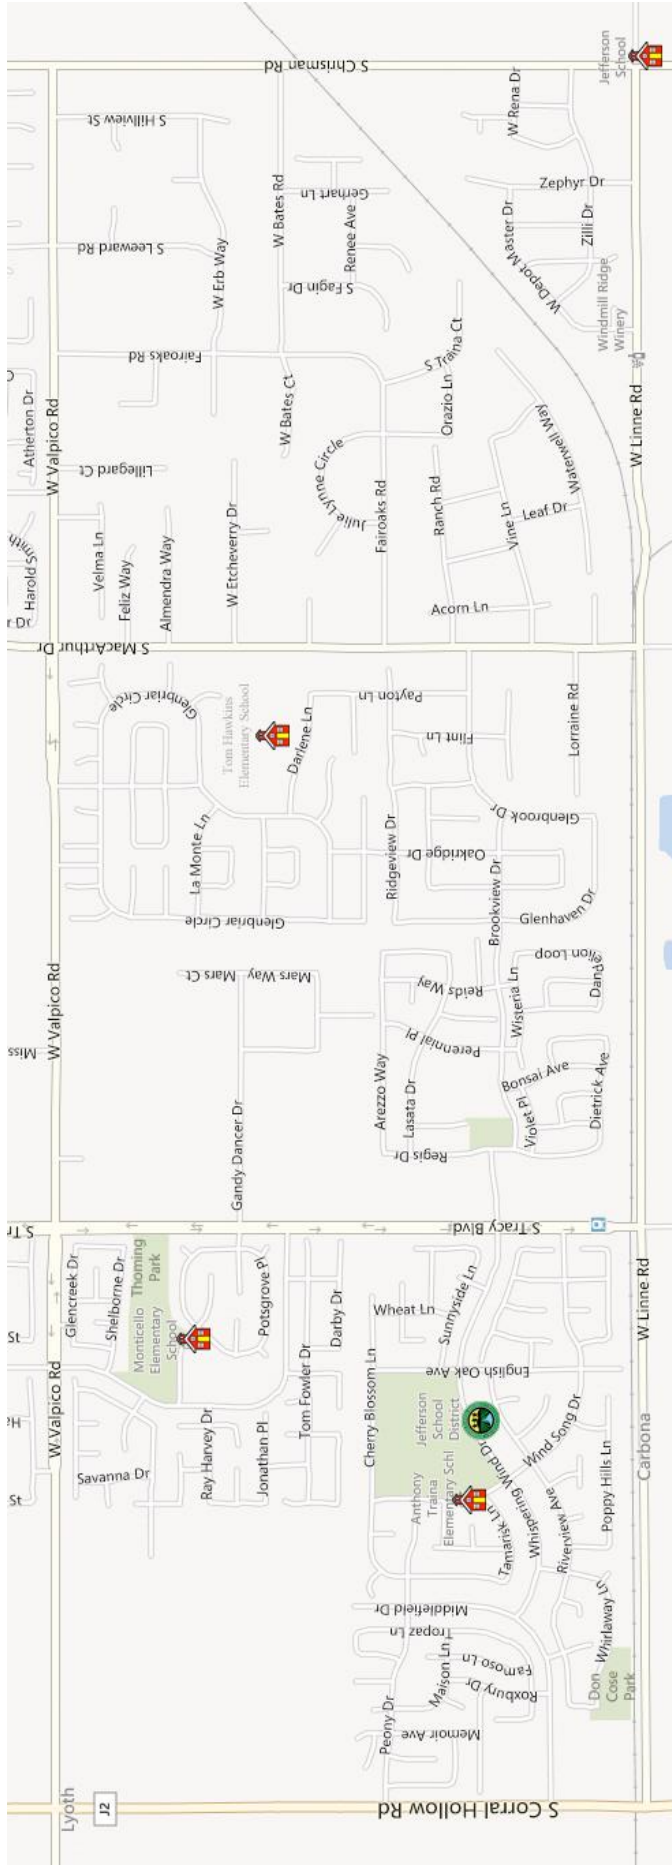 S Chrisman Rd
Jefferson
School
S Hillview St
W Rena Dr
Zephyr Dr
Gerhart Ln
W Bates Rd
Renee Ave
W Depot Master Dr
Zilli Dr
S Leeward Rd
W Erb Way
S Fagin Dr
Windmill Ridge
Winery
Fairoaks Rd
S Traina Ct
W Linne Rd
Atherton Dr
W Valpico Rd
W Bates Ct
Orazio Ln
Lillegard Ct
Julie Lynne Circle
Waterwell Way
Harold Smith
Velma Ln
Feliz Way
Almendra Way
W Etcheverry Dr
Fairoaks Rd
Ranch Rd
Vine Ln
Leaf Dr
Acorn Ln
Dr
S MacArthur Dr
Glenbriar Circle
Tom Hawkins
Elementary School
Darlene Ln
Payton Ln
Flint Ln
Lorraine Rd
La Monte Ln
Ridgeview Dr
Glenbrook Dr
Oakridge Dr
Brookview Dr
Glenbriar Circle
Glenhaven Dr
W Valpico Rd
Mars Ct
Mars Way
Reids Way
Wisteria Ln
Dandelion Loop
Miss
Perennial Pl
Arezzo Way
Lasata Dr
Bonsai Ave
Violet Pl
Dietrick Ave
Gandy Dancer Dr
Regis Dr
S Tr
S Tracy Blvd
Glencreek Dr
Shelborne Dr
Thoming
Park
Monticello
Elementary
School
Potsgrove Pl
Darby Dr
Wheat Ln
Sunnyside Ln
W Linne Rd
St
W Valpico Rd
Tom Fowler Dr
Cherry Blossom Ln
English Oak Ave
Jefferson
School
District
Wind Song Dr
Carbona
Ha
St
Savanna Dr
Ray Harvey Dr
Jonathan Pl
Anthony
Traina
Elementary Schl
Whispering Wind Dr
Tamarisk Ln
Whispering
Riverview Ave
Poppy Hills Ln
Middlefield Dr
Tropaz Ln
Whirlaway Ln
Maison Ln
Famoso Ln
Roxbury Dr
Don
Cose
Park
Peony Dr
Memoir Ave
Lyoth
J2
S Corral Hollow Rd